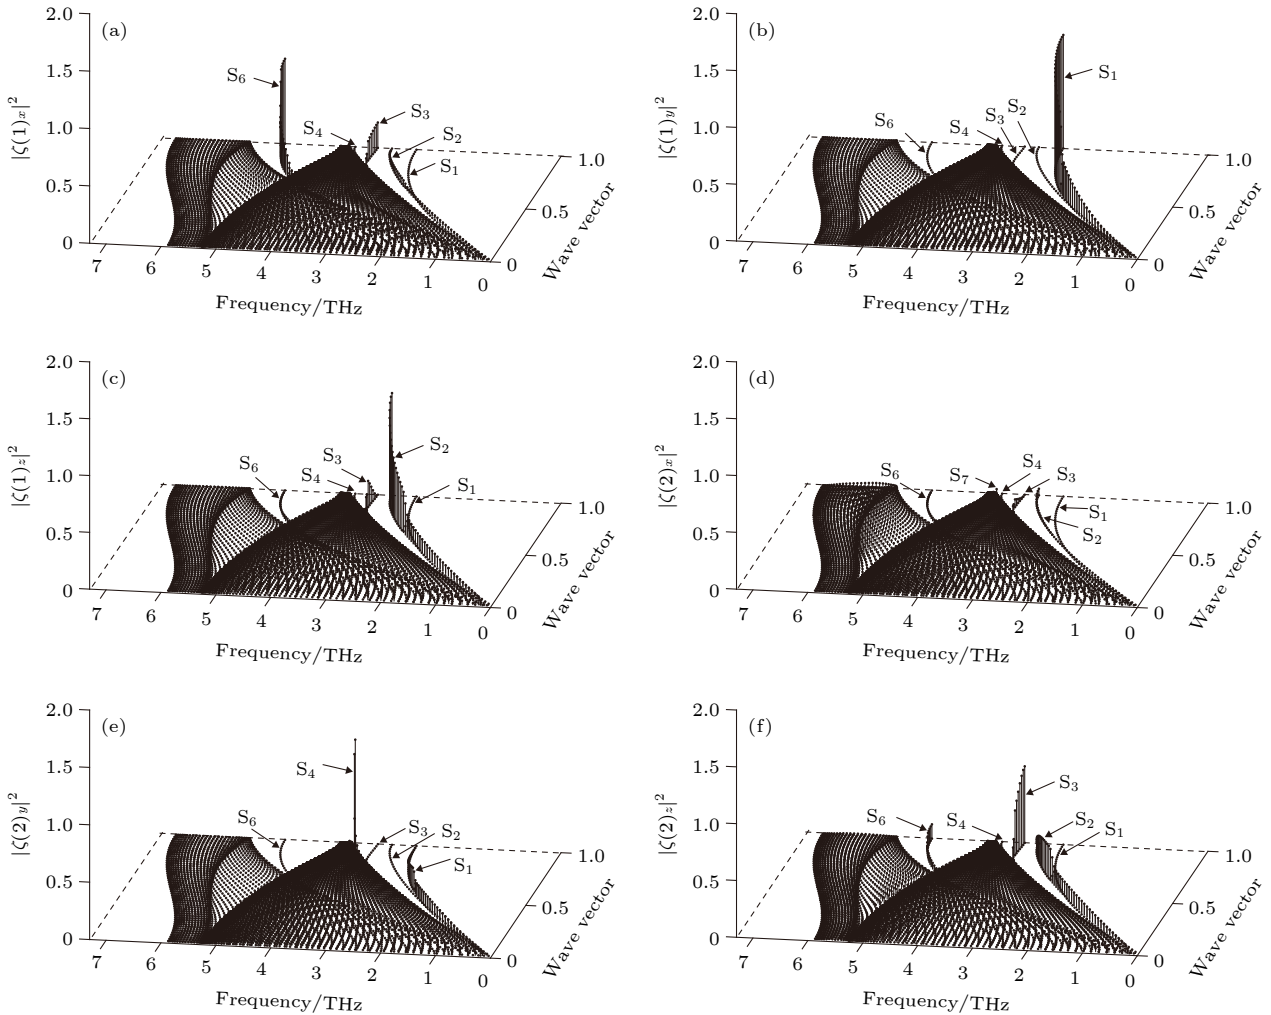 (a)
|ζ(1)x|²
2.0
1.5
1.0
0.5
0
S6
S4
S3
S2
S1
7 6 5 4 3 2 1 0
Frequency/THz
0 0.5 1.0
Wave vector
(b)
|ζ(1)y|²
2.0
1.5
1.0
0.5
0
S6
S4
S3
S2
S1
7 6 5 4 3 2 1 0
Frequency/THz
0 0.5 1.0
Wave vector
(c)
|ζ(1)z|²
2.0
1.5
1.0
0.5
0
S6
S4
S3
S2
S1
7 6 5 4 3 2 1 0
Frequency/THz
0 0.5 1.0
Wave vector
(d)
|ζ(2)x|²
2.0
1.5
1.0
0.5
0
S6
S7
S4
S3
S1
S2
7 6 5 4 3 2 1 0
Frequency/THz
0 0.5 1.0
Wave vector
(e)
|ζ(2)y|²
2.0
1.5
1.0
0.5
0
S4
S6
S3
S2
S1
7 6 5 4 3 2 1 0
Frequency/THz
0 0.5 1.0
Wave vector
(f)
|ζ(2)z|²
2.0
1.5
1.0
0.5
0
S6
S4
S3
S2
S1
7 6 5 4 3 2 1 0
Frequency/THz
0 0.5 1.0
Wave vector